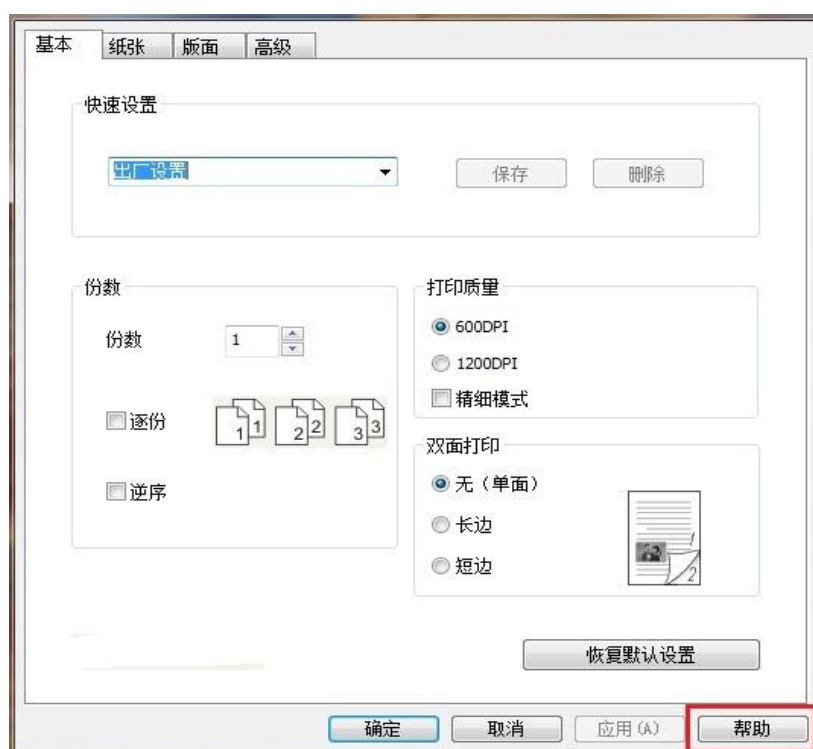 基本 纸张 版面 高级
快速设置
出厂设置 保存 删除
份数
份数 1
逐份 1 1 2 2 3 3
逆序
打印质量
600DPI
1200DPI
精细模式
双面打印
无（单面）
长边
短边
1
2
恢复默认设置
确定 取消 应用(A) 帮助